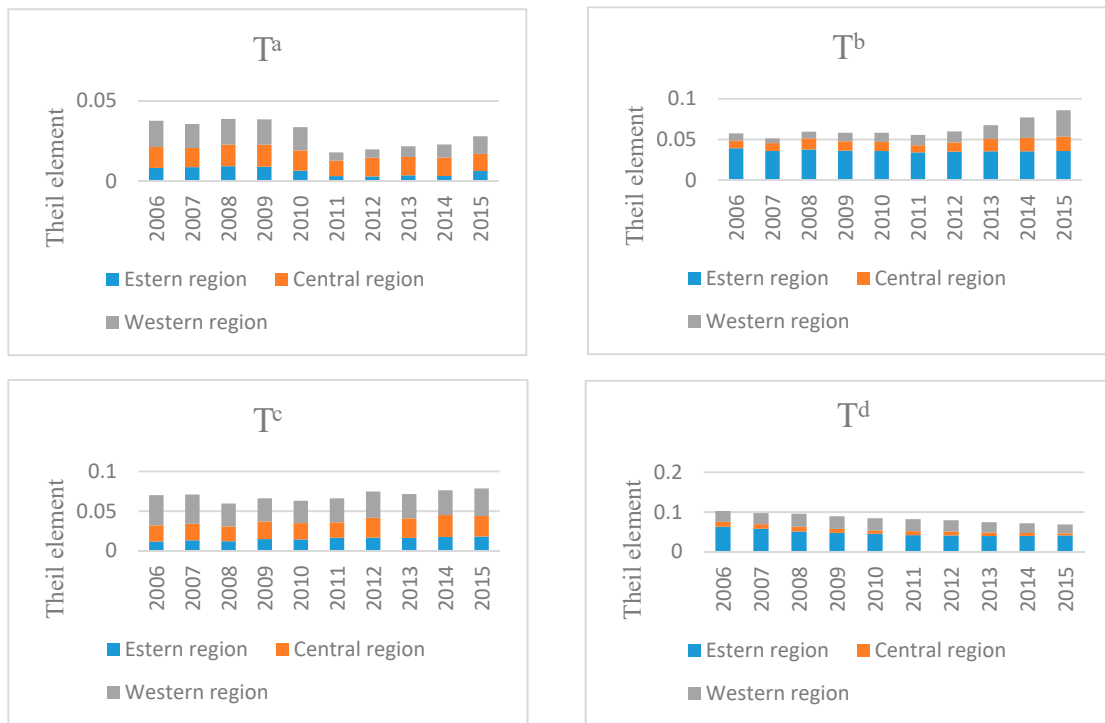 Tᵃ
Theil element
0.05
0
2006 2007 2008 2009 2010 2011 2012 2013 2014 2015
Estern region Central region
Western region
Tᵇ
Theil element
0.1
0.05
0
2006 2007 2008 2009 2010 2011 2012 2013 2014 2015
Estern region Central region
Western region
Tᶜ
Theil element
0.1
0.05
0
2006 2007 2008 2009 2010 2011 2012 2013 2014 2015
Estern region Central region
Western region
Tᵈ
Theil element
0.2
0.1
0
2006 2007 2008 2009 2010 2011 2012 2013 2014 2015
Estern region Central region
Western region